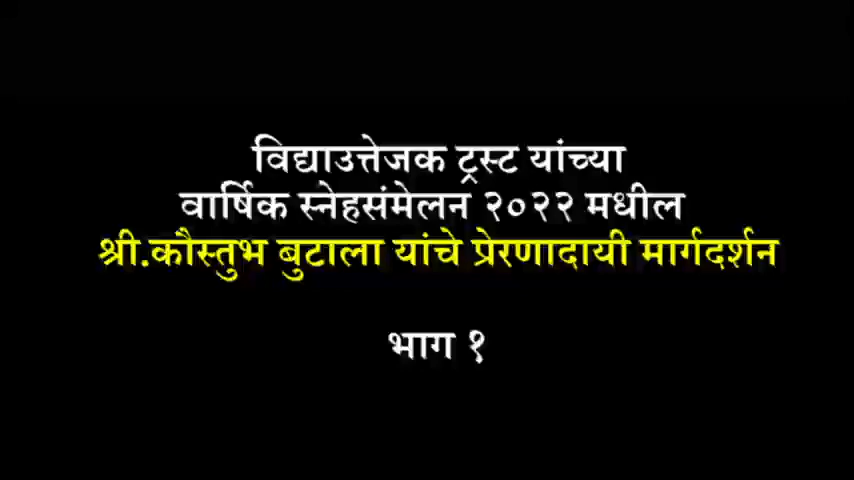 विद्याउत्तेजक ट्रस्ट यांच्या
वार्षिक स्नेहसंमेलन २०२२ मधील
श्री.कौस्तुभ बुटाला यांचे प्रेरणादायी मार्गदर्शन
भाग १